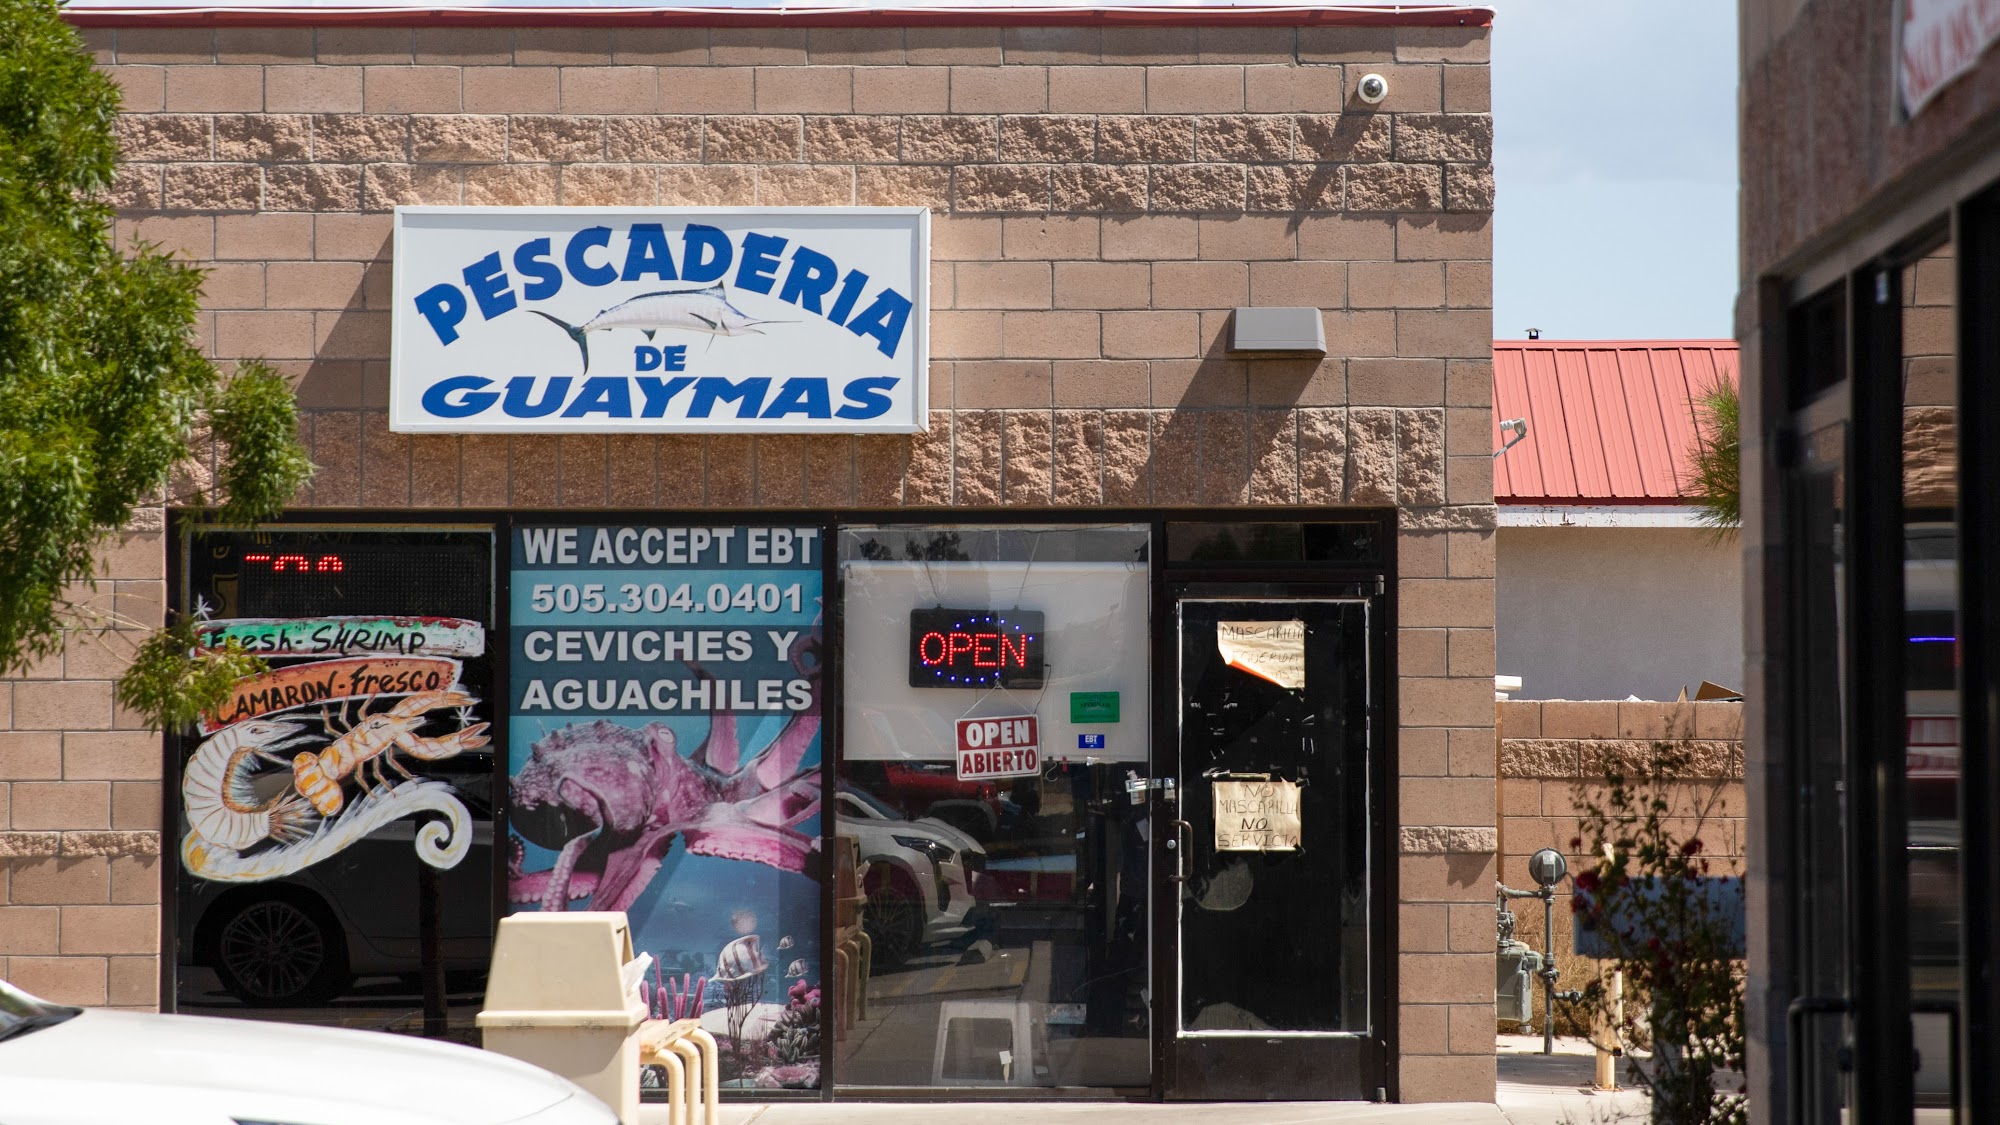 PESCADERIA
DE
GUAYMAS
WE ACCEPT EBT
505.304.0401
CEVICHES Y
AGUACHILES
Fresh-SHRIMP
CAMARON-Fresco
OPEN
OPEN
ABIERTO
EBT
NO
MASCARILLA
NO
SERVICIO